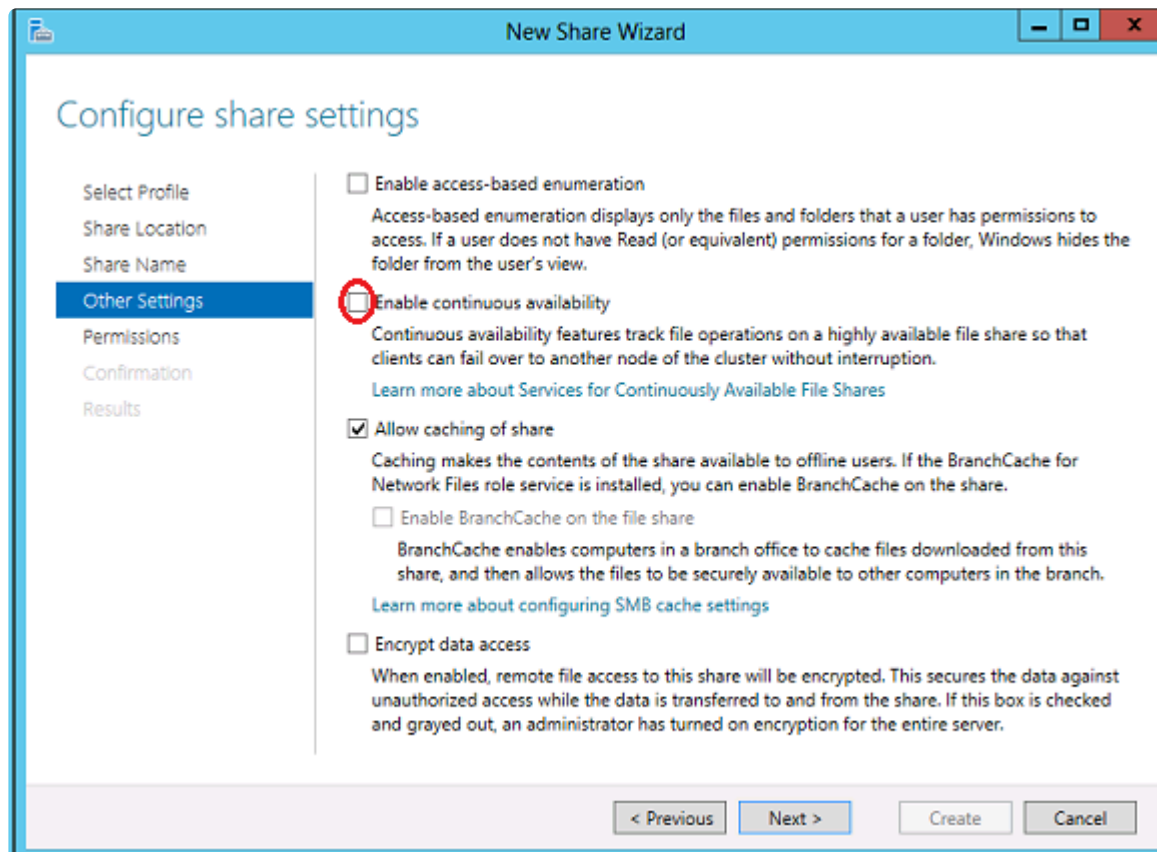 New Share Wizard
Configure share settings
Select Profile
Share Location
Share Name
Other Settings
Permissions
Confirmation
Results
Enable access-based enumeration
Access-based enumeration displays only the files and folders that a user has permissions to
access. If a user does not have Read (or equivalent) permissions for a folder, Windows hides the
folder from the user's view.
Enable continuous availability
Continuous availability features track file operations on a highly available file share so that
clients can fail over to another node of the cluster without interruption.
Learn more about Services for Continuously Available File Shares
Allow caching of share
Caching makes the contents of the share available to offline users. If the BranchCache for
Network Files role service is installed, you can enable BranchCache on the share.
Enable BranchCache on the file share
BranchCache enables computers in a branch office to cache files downloaded from this
share, and then allows the files to be securely available to other computers in the branch.
Learn more about configuring SMB cache settings
Encrypt data access
When enabled, remote file access to this share will be encrypted. This secures the data against
unauthorized access while the data is transferred to and from the share. If this box is checked
and grayed out, an administrator has turned on encryption for the entire server.
< Previous
Next >
Create
Cancel